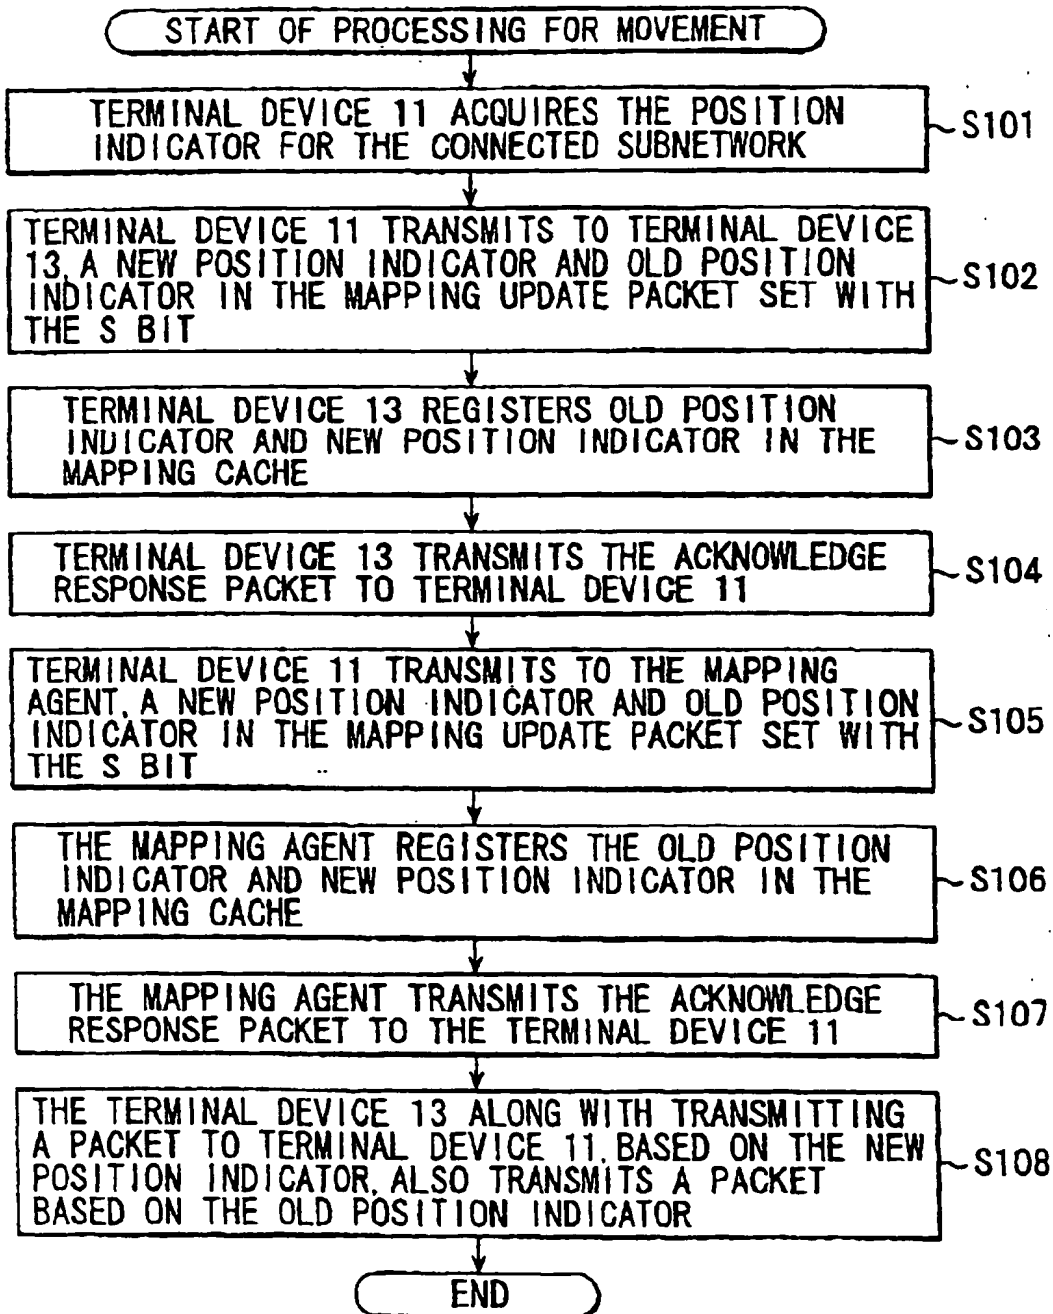 START OF PROCESSING FOR MOVEMENT
TERMINAL DEVICE 11 ACQUIRES THE POSITION
INDICATOR FOR THE CONNECTED SUBNETWORK
S101
TERMINAL DEVICE 11 TRANSMITS TO TERMINAL DEVICE
13, A NEW POSITION INDICATOR AND OLD POSITION
INDICATOR IN THE MAPPING UPDATE PACKET SET WITH
THE S BIT
S102
TERMINAL DEVICE 13 REGISTERS OLD POSITION
INDICATOR AND NEW POSITION INDICATOR IN THE
MAPPING CACHE
S103
TERMINAL DEVICE 13 TRANSMITS THE ACKNOWLEDGE
RESPONSE PACKET TO TERMINAL DEVICE 11
S104
TERMINAL DEVICE 11 TRANSMITS TO THE MAPPING
AGENT, A NEW POSITION INDICATOR AND OLD POSITION
INDICATOR IN THE MAPPING UPDATE PACKET SET WITH
THE S BIT
S105
THE MAPPING AGENT REGISTERS THE OLD POSITION
INDICATOR AND NEW POSITION INDICATOR IN THE
MAPPING CACHE
S106
THE MAPPING AGENT TRANSMITS THE ACKNOWLEDGE
RESPONSE PACKET TO THE TERMINAL DEVICE 11
S107
THE TERMINAL DEVICE 13 ALONG WITH TRANSMITTING
A PACKET TO TERMINAL DEVICE 11, BASED ON THE NEW
POSITION INDICATOR, ALSO TRANSMITS A PACKET
BASED ON THE OLD POSITION INDICATOR
S108
END